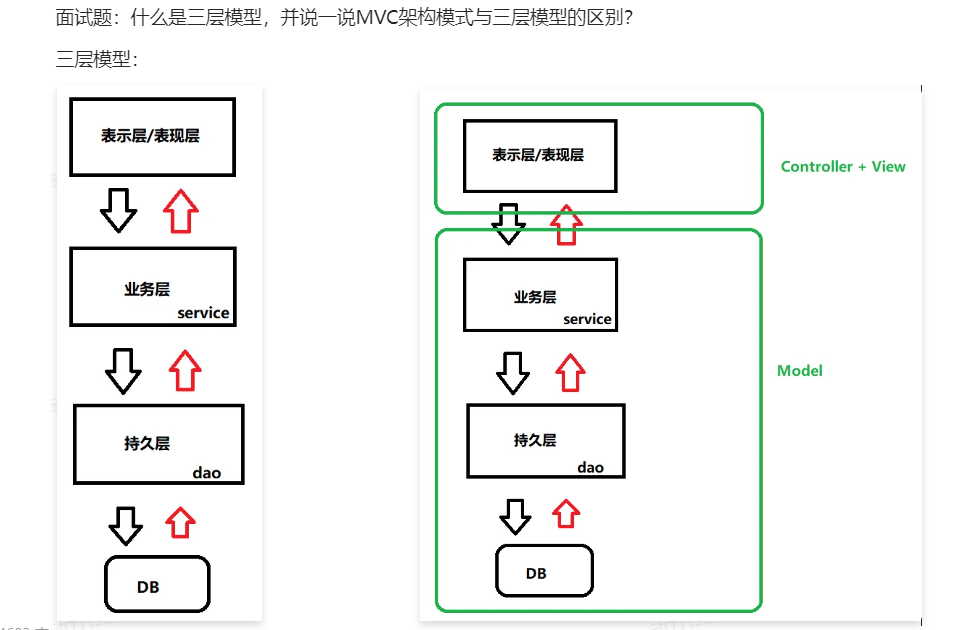 面试题：什么是三层模型，并说一说MVC架构模式与三层模型的区别？
三层模型：
表示层/表现层
业务层
service
持久层
dao
DB
表示层/表现层
Controller + View
业务层
service
Model
持久层
dao
DB